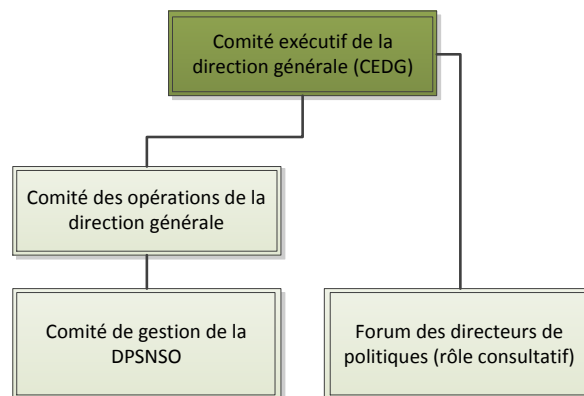 Comité exécutif de la
direction générale (CEDG)
Comité des opérations de la
direction générale
Comité de gestion de la
DPSNSO
Forum des directeurs de
politiques (rôle consultatif)